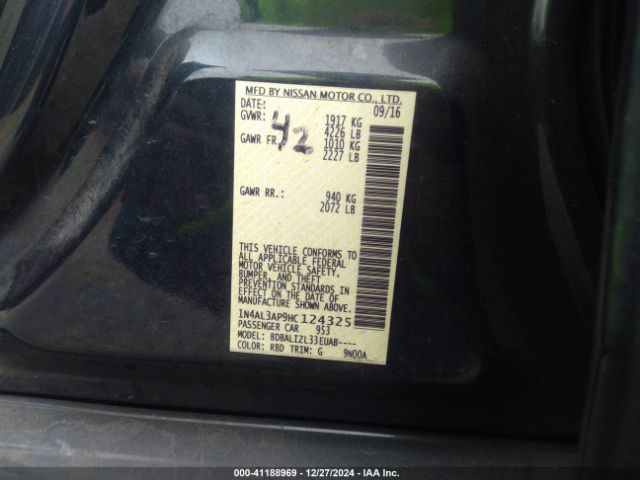 MFD BY NISSAN MOTOR CO., LTD.
DATE: 09/16
GVWR: 1917 KG
4226 LB
GAWR FR. 1010 KG
2227 LB
42
GAWR RR.: 940 KG
2072 LB
THIS VEHICLE CONFORMS TO
ALL APPLICABLE FEDERAL
MOTOR VEHICLE SAFETY,
BUMPER, AND THEFT
PREVENTION STANDARDS IN
EFFECT ON THE DATE OF
MANUFACTURE SHOWN ABOVE.
1N4AL3AP9HC124325
PASSENGER CAR 953
MODEL: BDBALIZL33EUAB----
COLOR: RBD TRIM: G 9N00A
000-41188969 • 12/27/2024 • IAA Inc.